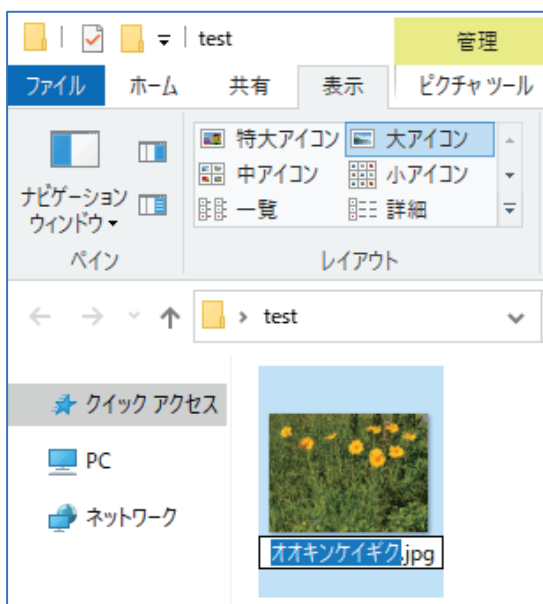 test
管理
ファイル ホーム 共有 表示 ピクチャ ツール
ナビゲーション
ウィンドウ
特大アイコン 大アイコン
中アイコン 小アイコン
一覧 詳細
ペイン レイアウト
test
クイック アクセス
PC
ネットワーク
オオキンケイギク.jpg